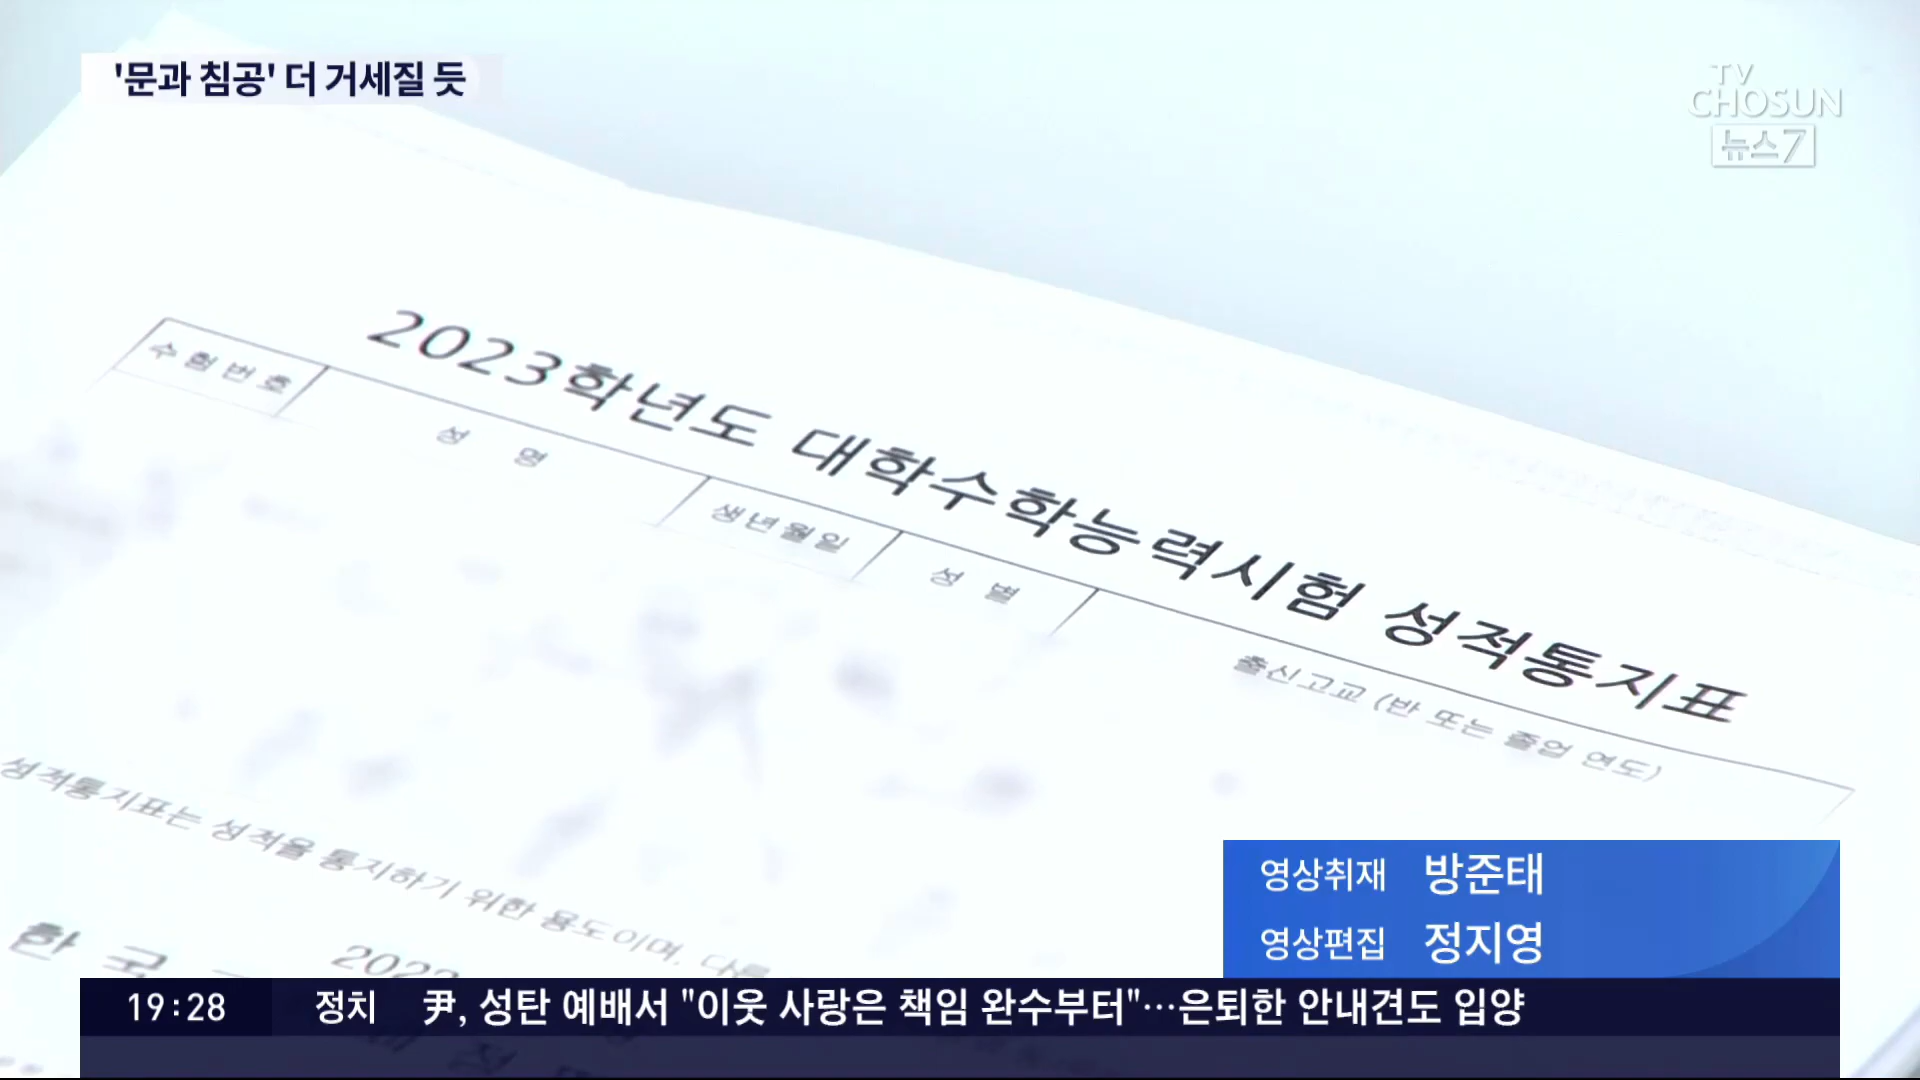 '문과 침공' 더 거세질 듯
TV
CHOSUN
뉴스7
2023학년도 대학수학능력시험 성적통지표
수험번호
성 명
생년월일
성 별
출신고교 (반 또는 졸업 연도)
성적통지표는 성적을 통지하기 위한 용도이며, 다른
한 국
2022
영상취재 방준태
영상편집 정지영
19:28 정치 尹, 성탄 예배서 "이웃 사랑은 책임 완수부터"…은퇴한 안내견도 입양